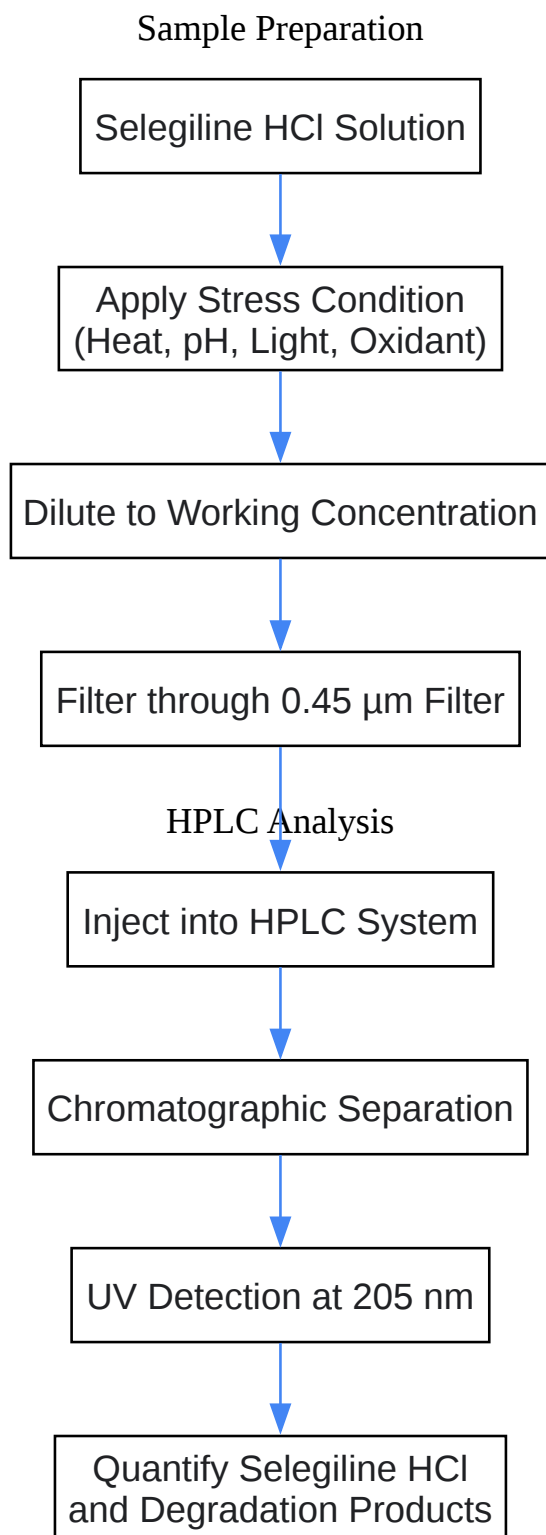 Sample Preparation
Selegiline HCl Solution
Apply Stress Condition
(Heat, pH, Light, Oxidant)
Dilute to Working Concentration
Filter through 0.45 µm Filter
HPLC Analysis
Inject into HPLC System
Chromatographic Separation
UV Detection at 205 nm
Quantify Selegiline HCl
and Degradation Products